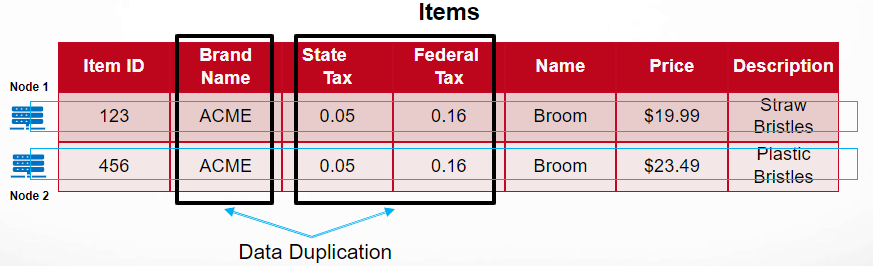 Items
Item ID Brand Name State Tax Federal Tax Name Price Description
Node 1
123 ACME 0.05 0.16 Broom $19.99 Straw Bristles
456 ACME 0.05 0.16 Broom $23.49 Plastic Bristles
Node 2
Data Duplication